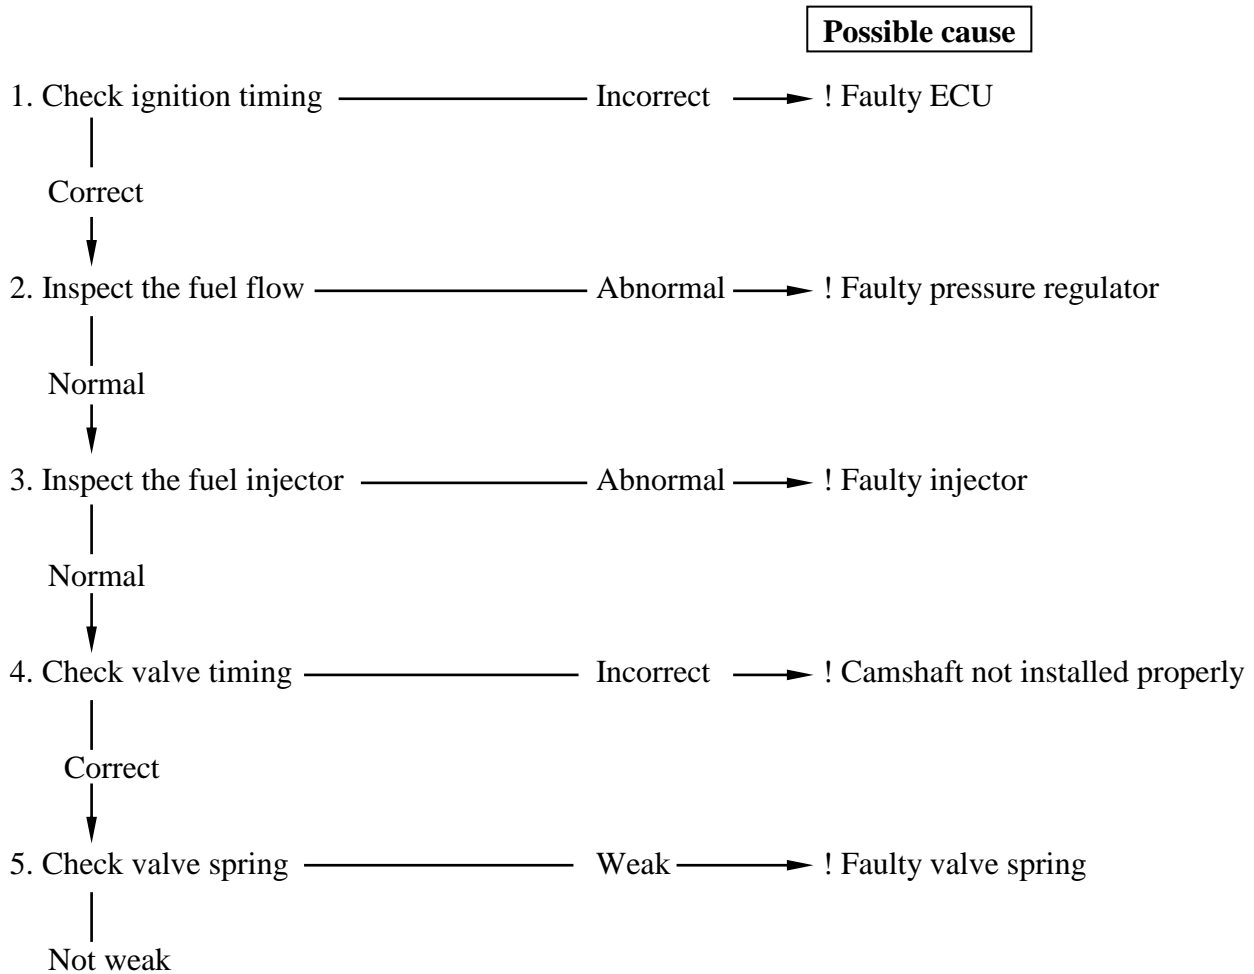 Possible cause
1. Check ignition timing Incorrect ! Faulty ECU
Correct
2. Inspect the fuel flow Abnormal ! Faulty pressure regulator
Normal
3. Inspect the fuel injector Abnormal ! Faulty injector
Normal
4. Check valve timing Incorrect ! Camshaft not installed properly
Correct
5. Check valve spring Weak ! Faulty valve spring
Not weak